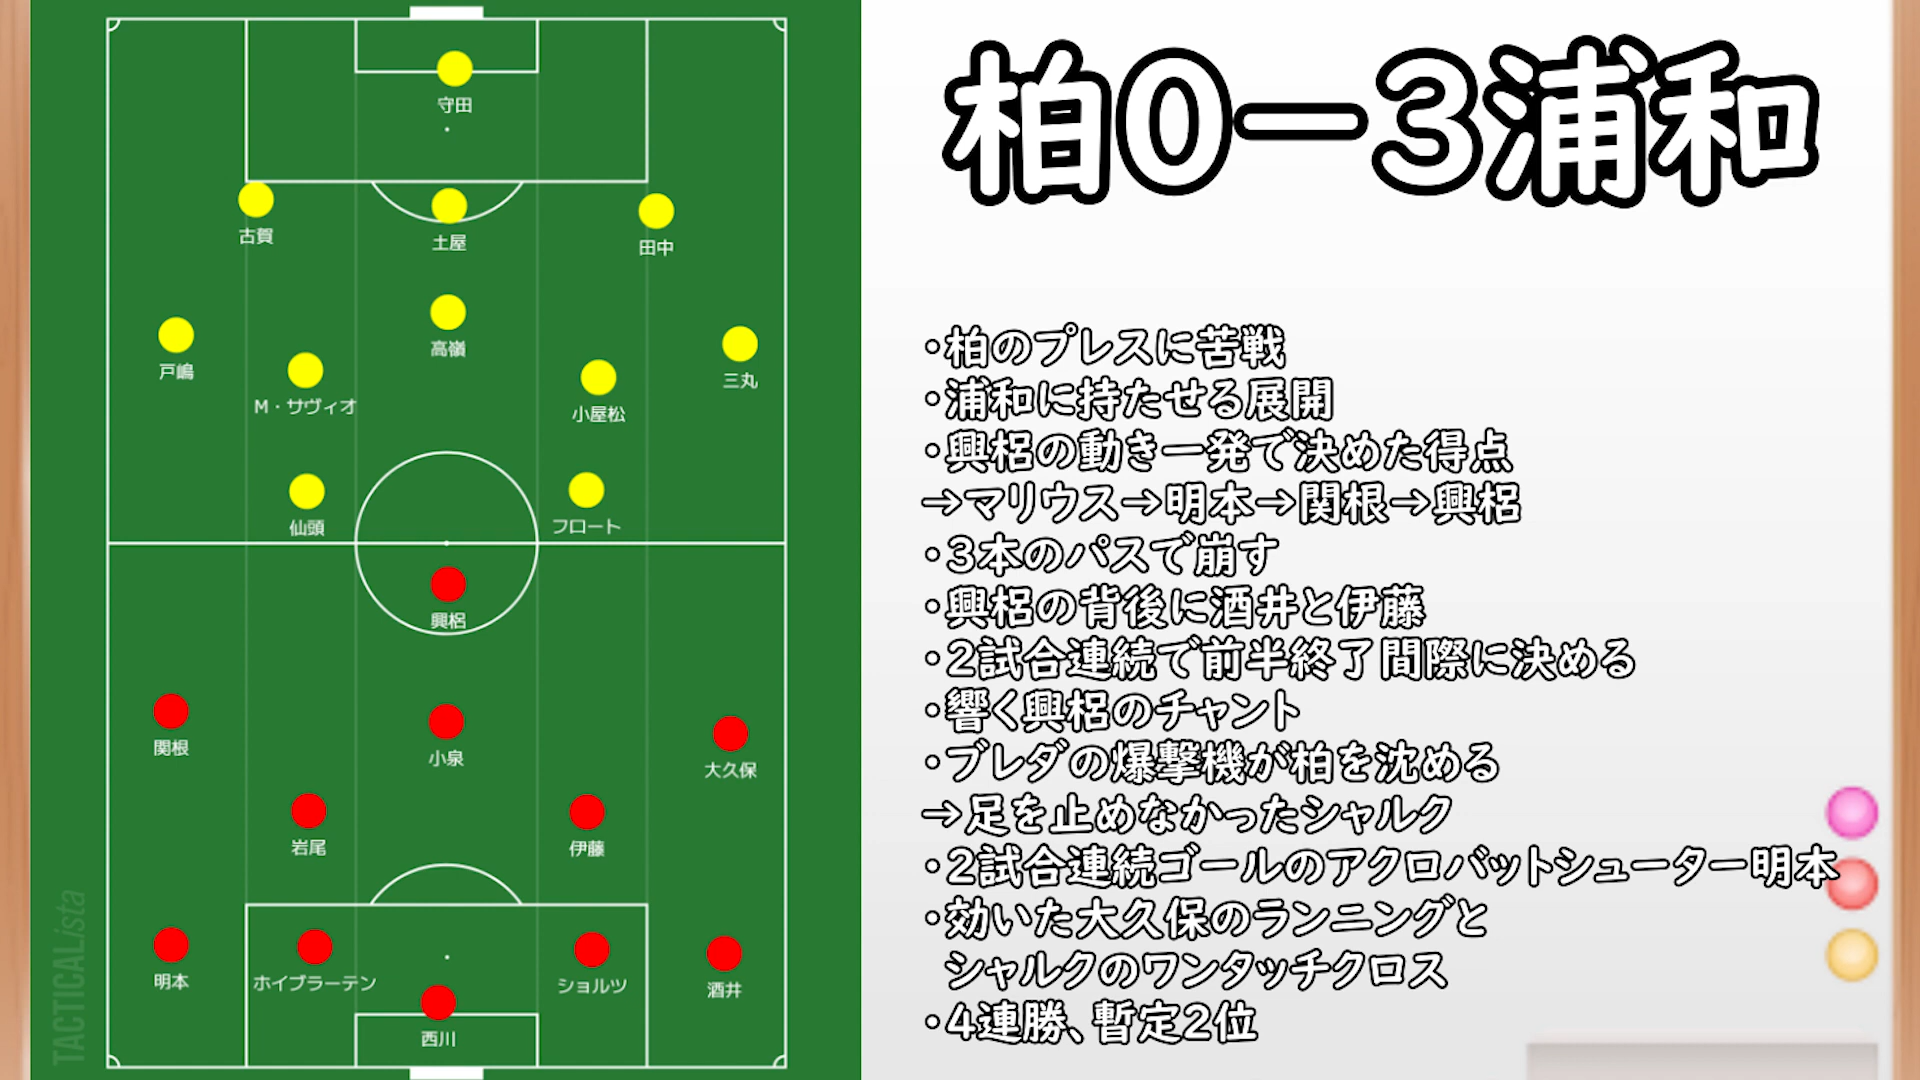 柏0ー3浦和
守田
古賀
土屋
田中
高嶺
戸嶋
M・サヴィオ
小屋松
三丸
仙頭
フロート
興梠
関根
小泉
大久保
岩尾
伊藤
明本
ホイブラーテン
ショルツ
酒井
西川
TACTICALista
・柏のプレスに苦戦
・浦和に持たせる展開
・興梠の動き一発で決めた得点
→マリウス→明本→関根→興梠
・3本のパスで崩す
・興梠の背後に酒井と伊藤
・2試合連続で前半終了間際に決める
・響く興梠のチャント
・ブレダの爆撃機が柏を沈める
→足を止めなかったシャルク
・2試合連続ゴールのアクロバットシューター明本
・効いた大久保のランニングと
シャルクのワンタッチクロス
・4連勝、暫定2位